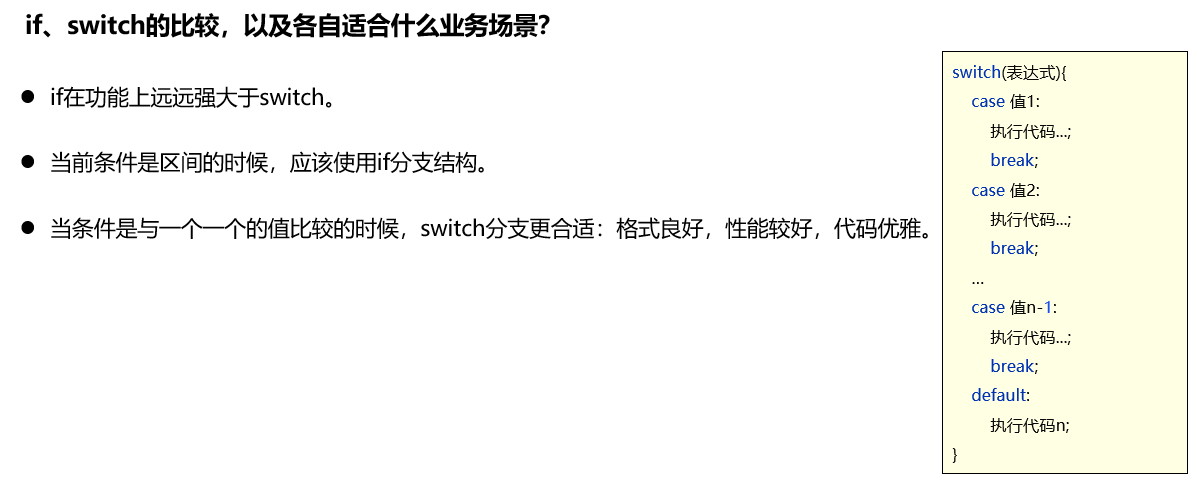 if、switch的比较，以及各自适合什么业务场景?
● if在功能上远远强大于switch。
● 当前条件是区间的时候，应该使用if分支结构。
● 当条件是与一个一个的值比较的时候，switch分支更合适：格式良好，性能较好，代码优雅。
switch(表达式){
case 值1:
执行代码...;
break;
case 值2:
执行代码...;
break;
...
case 值n-1:
执行代码...;
break;
default:
执行代码n;
}